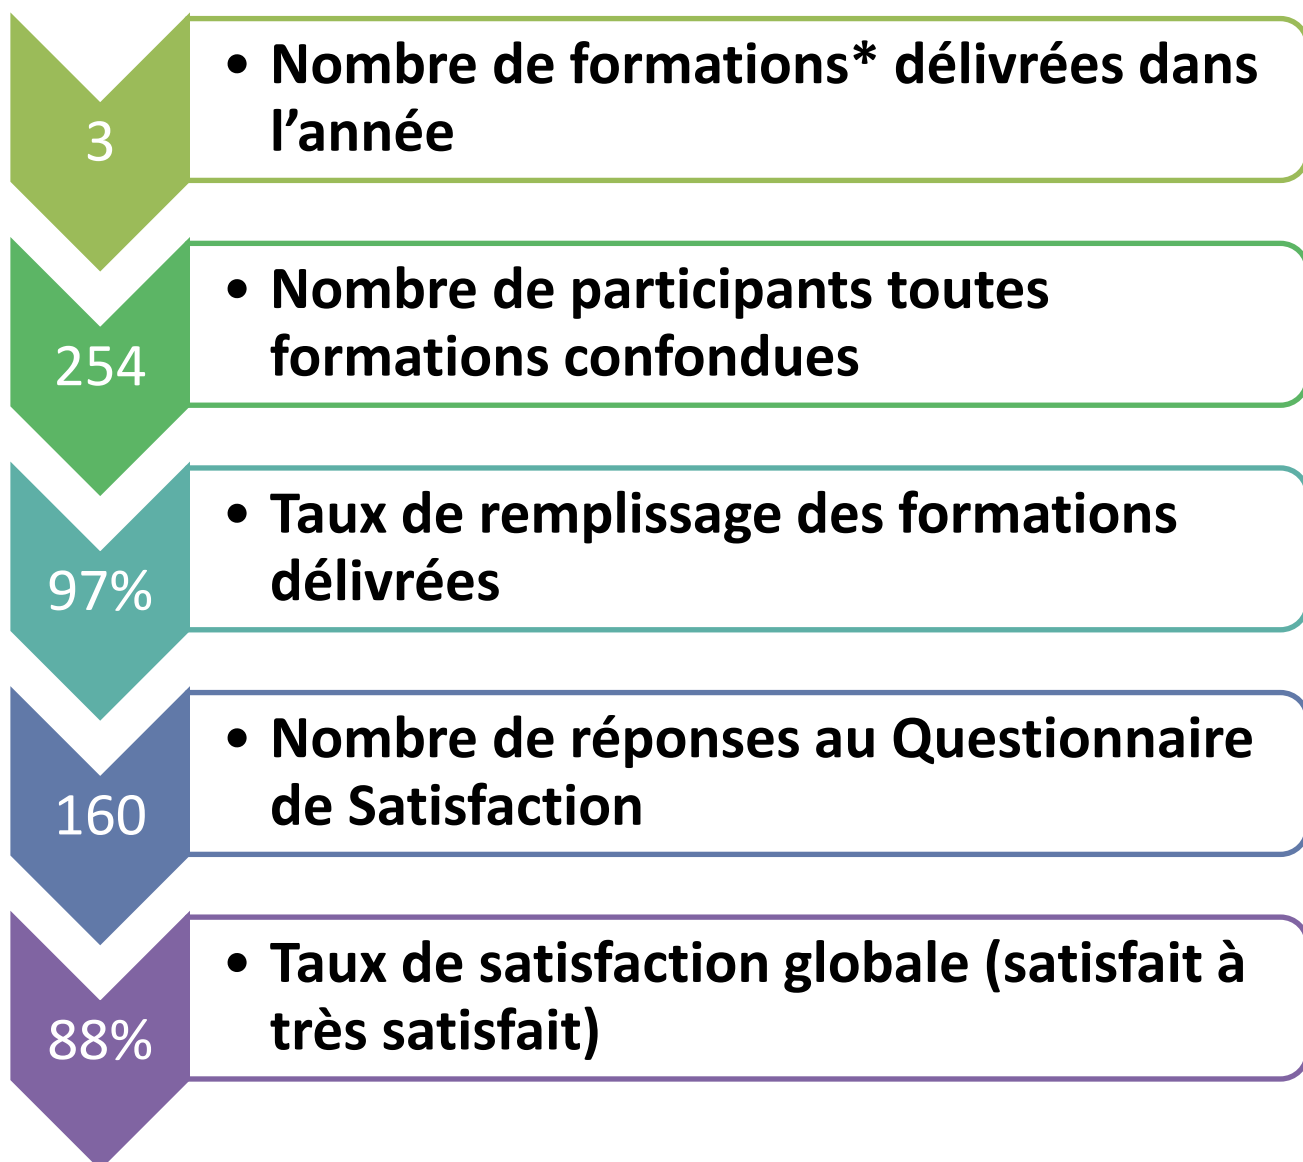 3
• Nombre de formations* délivrées dans
l’année
254
• Nombre de participants toutes
formations confondues
97%
• Taux de remplissage des formations
délivrées
160
• Nombre de réponses au Questionnaire
de Satisfaction
88%
• Taux de satisfaction globale (satisfait à
très satisfait)